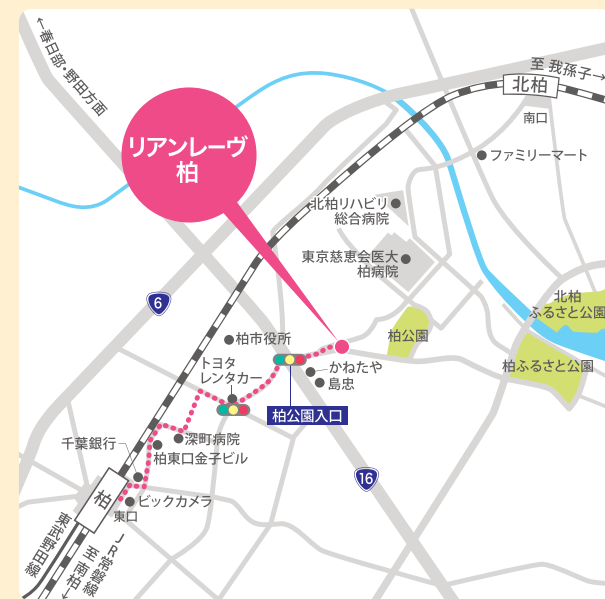 ←春日部・野田方面
至 我孫子→
北柏
南口
ファミリーマート
リアンレーヴ
柏
北柏リハビリ
総合病院
東京慈恵会医大
柏病院
6
北柏
ふるさと公園
柏市役所
柏公園
トヨタ
レンタカー
かねたや
島忠
柏ふるさと公園
柏公園入口
千葉銀行
深町病院
柏東口金子ビル
16
柏
ビックカメラ
東口
東武野田線
JR常磐線
至 南柏→